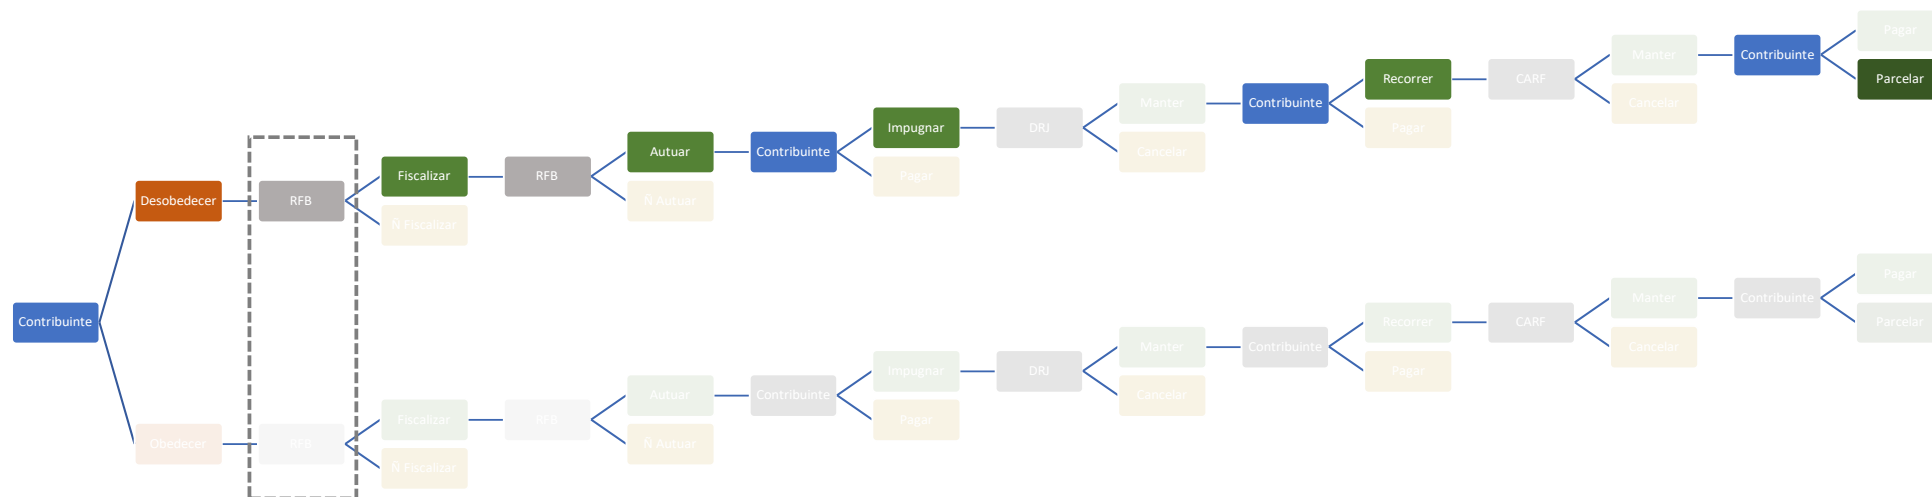 Pagar
Manter
Contribuinte
Recorrer
CARF
Parcelar
Manter
Contribuinte
Cancelar
Impugnar
DRJ
Pagar
Autuar
Contribuinte
Cancelar
Fiscalizar
RFB
Pagar
Desobedecer
RFB
Ñ Autuar
Ñ Fiscalizar
Pagar
Manter
Contribuinte
Contribuinte
Recorrer
CARF
Parcelar
Manter
Contribuinte
Cancelar
Impugnar
DRJ
Pagar
Autuar
Contribuinte
Cancelar
Fiscalizar
RFB
Pagar
Obedecer
RFB
Ñ Autuar
Ñ Fiscalizar